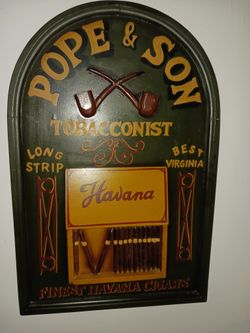 POPE & SON
TOBACCONIST
LONG
STRIP
BEST
VIRGINIA
Havana
FINEST HAVANA CIGARS